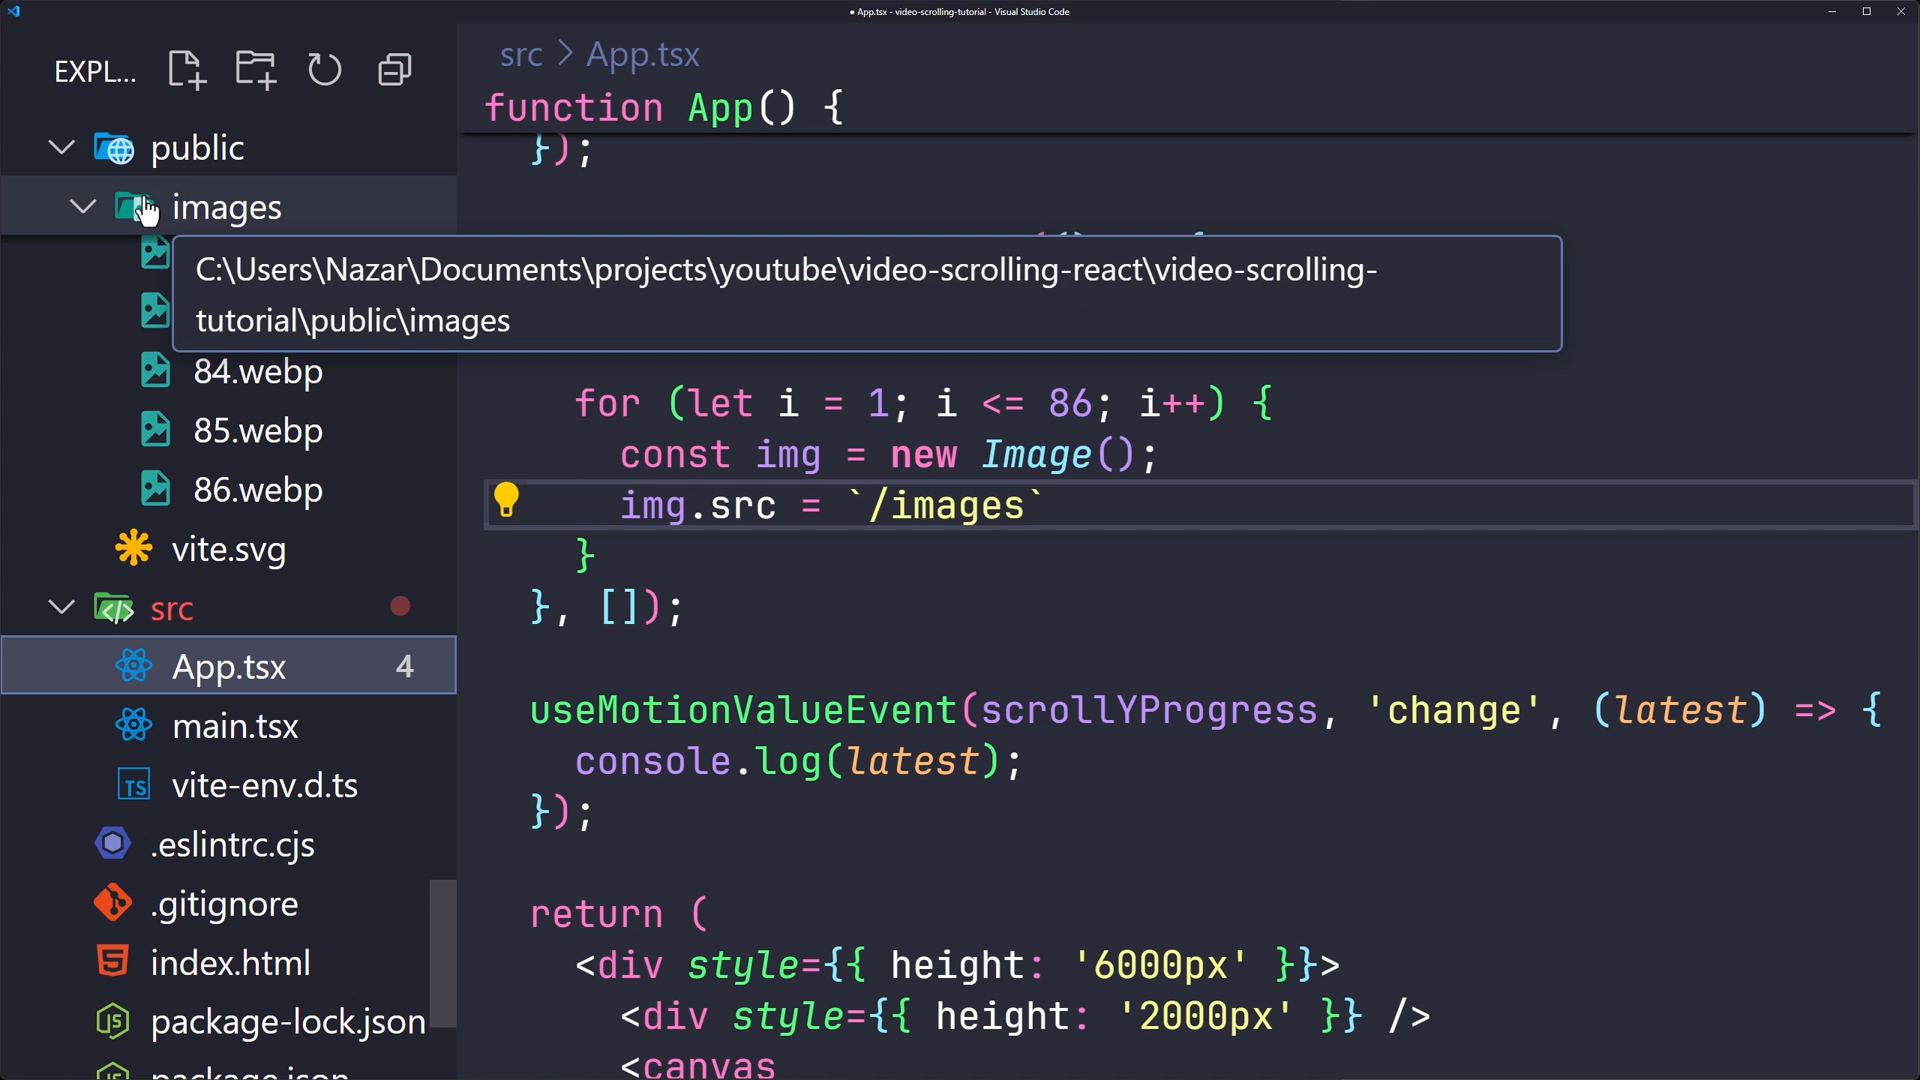 ● App.tsx - video-scrolling-tutorial - Visual Studio Code
EXPL...
public
images
C:\Users\Nazar\Documents\projects\youtube\video-scrolling-react\video-scrolling-
tutorial\public\images
84.webp
85.webp
86.webp
vite.svg
src
App.tsx 4
main.tsx
TS vite-env.d.ts
.eslintrc.cjs
.gitignore
index.html
package-lock.json
package.json
src > App.tsx
function App() {
});
for (let i = 1; i <= 86; i++) {
const img = new Image();
img.src = `/images`
}
}, []);
useMotionValueEvent(scrollYProgress, 'change', (latest) => {
console.log(latest);
});
return (
<div style={{ height: '6000px' }}>
<div style={{ height: '2000px' }} />
<canvas